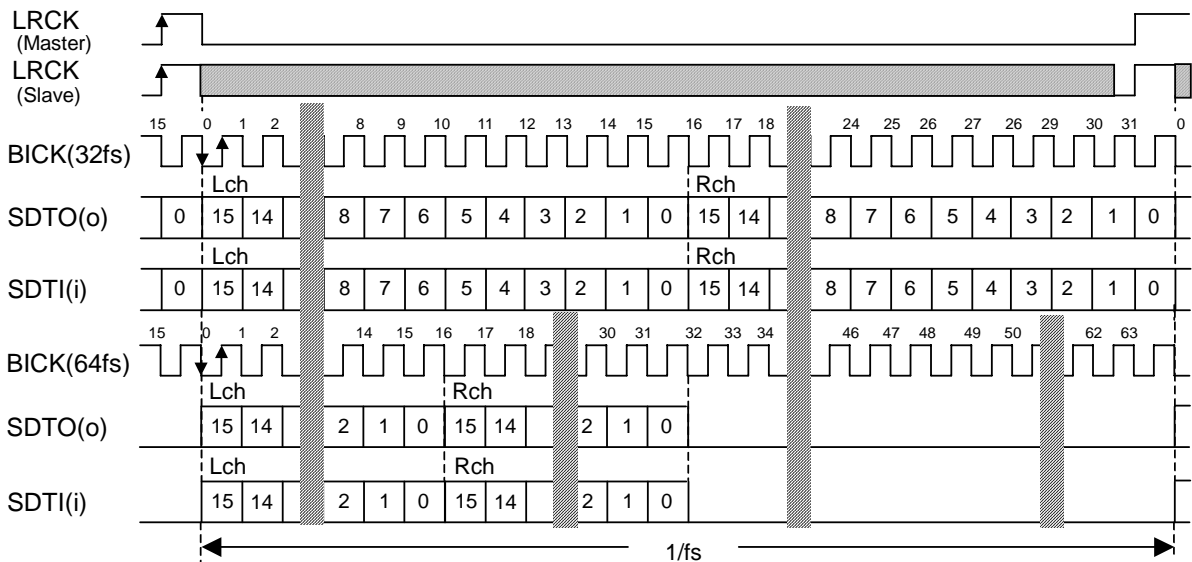 LRCK
(Master)
LRCK
(Slave)
15 0 1 2 8 9 10 11 12 13 14 15 16 17 18 24 25 26 27 26 29 30 31 0
BICK(32fs)
Lch Rch
SDTO(o) 0 15 14 8 7 6 5 4 3 2 1 0 15 14 8 7 6 5 4 3 2 1 0
Lch Rch
SDTI(i) 0 15 14 8 7 6 5 4 3 2 1 0 15 14 8 7 6 5 4 3 2 1 0
15 0 1 2 14 15 16 17 18 30 31 32 33 34 46 47 48 49 50 62 63
BICK(64fs)
Lch Rch
SDTO(o) 15 14 2 1 0 15 14 2 1 0
Lch Rch
SDTI(i) 15 14 2 1 0 15 14 2 1 0
1/fs